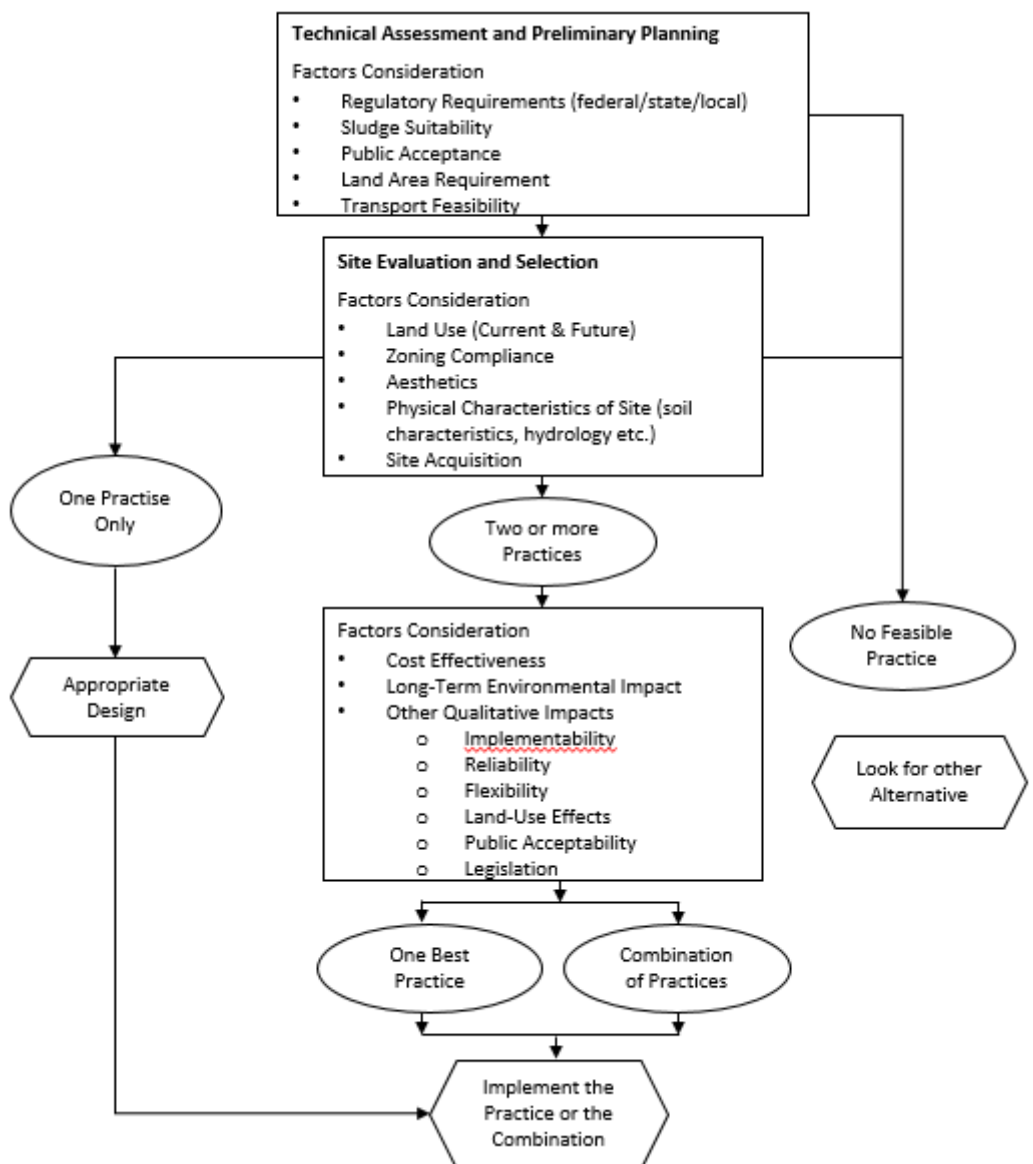 Technical Assessment and Preliminary Planning
Factors Consideration
• Regulatory Requirements (federal/state/local)
• Sludge Suitability
• Public Acceptance
• Land Area Requirement
• Transport Feasibility
Site Evaluation and Selection
Factors Consideration
• Land Use (Current & Future)
• Zoning Compliance
• Aesthetics
• Physical Characteristics of Site (soil
characteristics, hydrology etc.)
• Site Acquisition
One Practise
Only
Two or more
Practices
No Feasible
Practice
Appropriate
Design
Factors Consideration
• Cost Effectiveness
• Long-Term Environmental Impact
• Other Qualitative Impacts
o Implementability
o Reliability
o Flexibility
o Land-Use Effects
o Public Acceptability
o Legislation
Look for other
Alternative
One Best
Practice
Combination
of Practices
Implement the
Practice or the
Combination